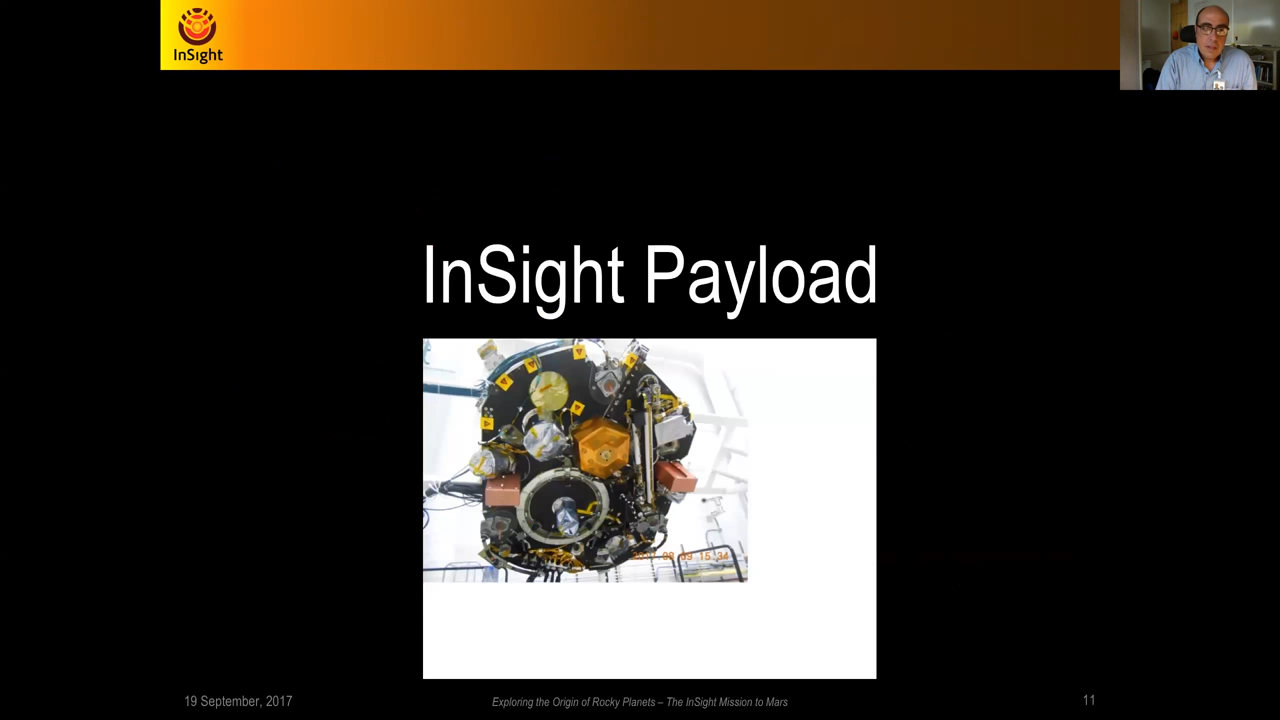 InSight
InSight Payload
19 September, 2017
Exploring the Origin of Rocky Planets – The InSight Mission to Mars
11